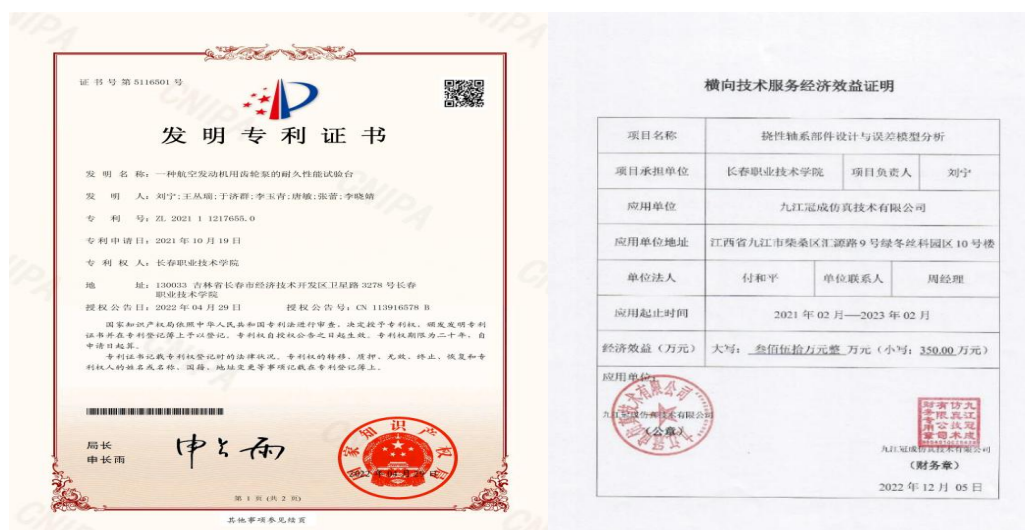 证书号第5116501号
发明专利证书
发明名称：一种航空发动机用齿轮泵的耐久性能试验台
发明人：刘宁;王丛瑞;于济群;李玉青;唐敏;张蕾;李晓婧
专利号：ZL 2021 1 1217655.0
专利申请日：2021年10月19日
专利权人：长春职业技术学院
地址：130033 吉林省长春市经济技术开发区卫星路3278号长春
职业技术学院
授权公告日：2022年04月29日 授权公告号：CN 113916578 B
国家知识产权局依照中华人民共和国专利法进行审查，决定授予专利权，颁发发明专利
证书并在专利登记簿上予以登记。专利权自授权公告之日起生效。专利权期限为二十年，自
申请日起算。
专利证书记载专利权登记时的法律状况。专利权的转移、质押、无效、终止、恢复和专
利权人的姓名或名称、国籍、地址变更等事项记载在专利登记簿上。
局长
申长雨
2022年04月29日
第 1 页 (共 2 页)
其他事项参见续页
横向技术服务经济效益证明
项目名称 挠性轴系部件设计与误差模型分析
项目承担单位 长春职业技术学院 项目负责人 刘宁
应用单位 九江冠成仿真技术有限公司
应用单位地址 江西省九江市柴桑区汇源路9号绿冬丝科园区10号楼
单位法人 付和平 单位联系人 周经理
应用起止时间 2021年02月——2023年02月
经济效益（万元） 大写：叁佰伍拾万元整 万元（小写：350.00万元）
应用单位：
九江冠成仿真技术有限公司
（公章）
九江冠成仿真技术有限公司
（财务章）
2022年12月05日